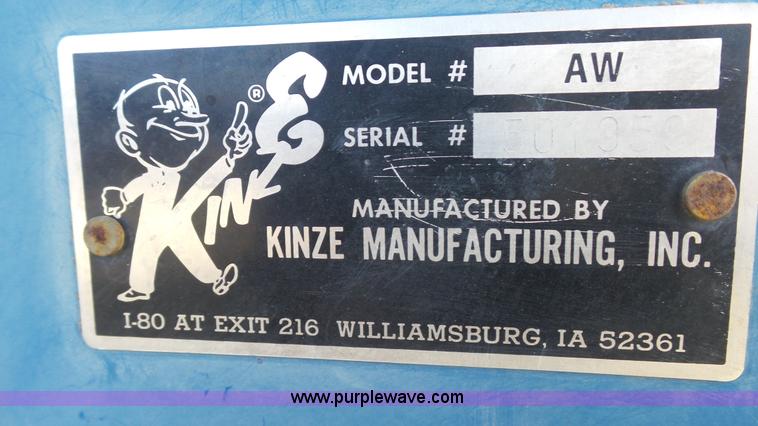 MODEL # AW
SERIAL #
KINZE ®
MANUFACTURED BY
KINZE MANUFACTURING, INC.
I-80 AT EXIT 216 WILLIAMSBURG, IA 52361
www.purplewave.com